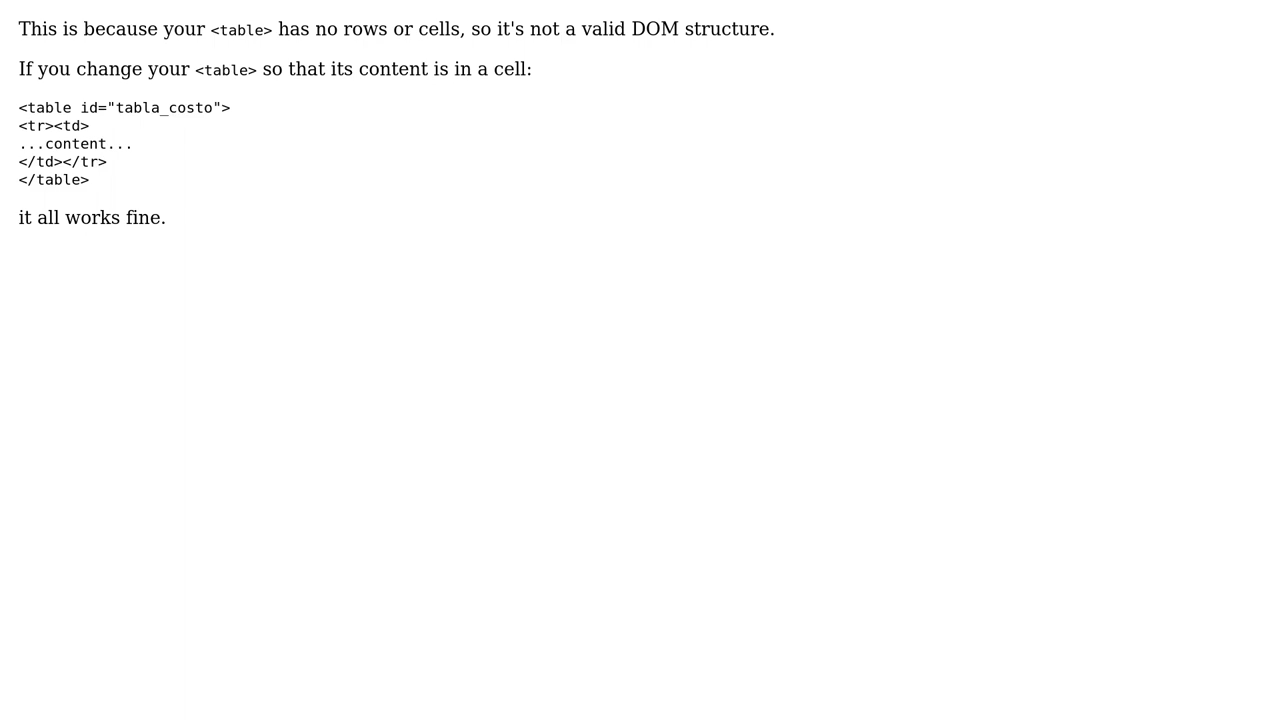 This is because your <table> has no rows or cells, so it's not a valid DOM structure.
If you change your <table> so that its content is in a cell:
<table id="tabla_costo">
<tr><td>
...content...
</td></tr>
</table>
it all works fine.